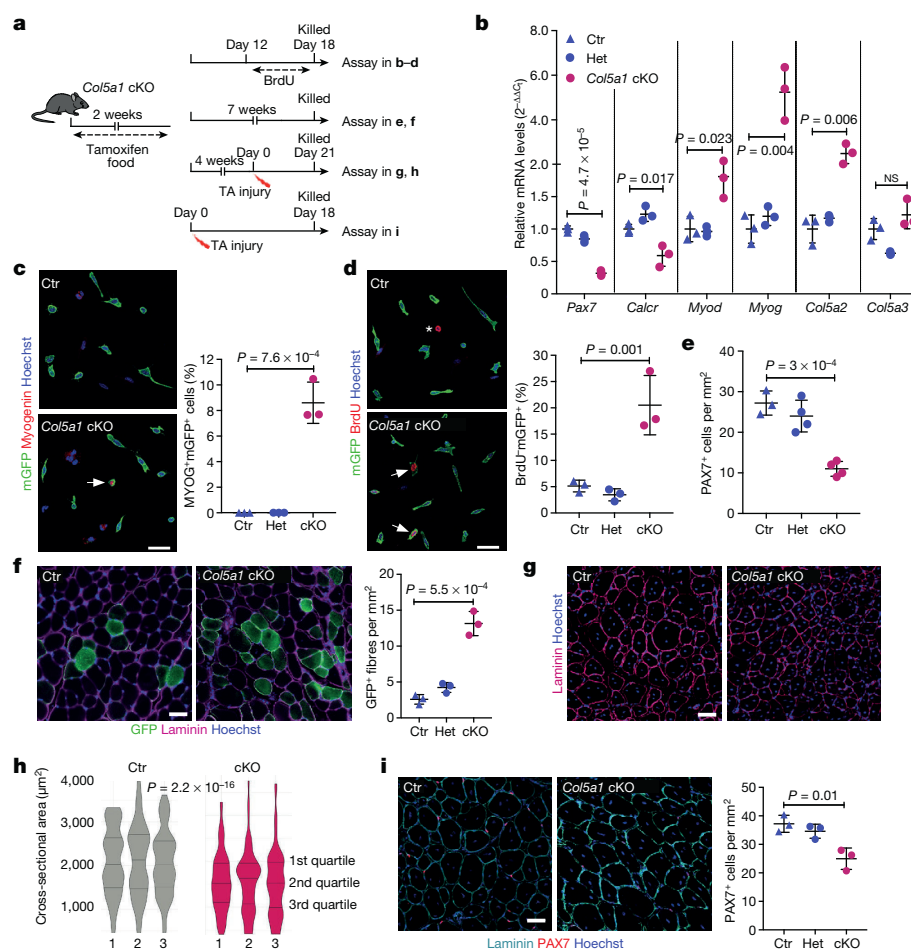 a
Col5a1 cKO
2 weeks
Tamoxifen
food
Day 12
Killed
Day 18
BrdU
Assay in b–d
7 weeks
Killed
Assay in e, f
4 weeks
Day 0
Killed
Day 21
TA injury
Assay in g, h
Day 0
Killed
Day 18
TA injury
Assay in i
b
Relative mRNA levels (2^–ΔΔCt)
8.0
6.0
4.0
2.0
1.5
1.0
0.5
0
Ctr
Het
Col5a1 cKO
P = 4.7 × 10⁻⁵
P = 0.017
P = 0.023
P = 0.004
P = 0.006
NS
Pax7 Calcr Myod Myog Col5a2 Col5a3
c
mGFP Myogenin Hoechst
Ctr
Col5a1 cKO
MYOG⁺mGFP⁺ cells (%)
P = 7.6 × 10⁻⁴
12
10
8
6
4
2
0
Ctr Het cKO
d
mGFP BrdU Hoechst
Ctr
*
Col5a1 cKO
BrdU⁻mGFP⁺ (%)
P = 0.001
35
30
25
20
15
10
5
0
Ctr Het cKO
e
PAX7⁺ cells per mm²
P = 3 × 10⁻⁴
40
30
20
10
0
Ctr Het cKO
f
Ctr
Col5a1 cKO
GFP Laminin Hoechst
GFP⁺ fibres per mm²
P = 5.5 × 10⁻⁴
20
15
10
5
0
Ctr Het cKO
g
Laminin Hoechst
Ctr
Col5a1 cKO
h
Cross-sectional area (µm²)
Ctr
cKO
P = 2.2 × 10⁻¹⁶
4,000
3,000
2,000
1,000
1st quartile
2nd quartile
3rd quartile
1 2 3
1 2 3
i
Ctr
Col5a1 cKO
Laminin PAX7 Hoechst
PAX7⁺ cells per mm²
P = 0.01
50
40
30
20
10
0
Ctr Het cKO